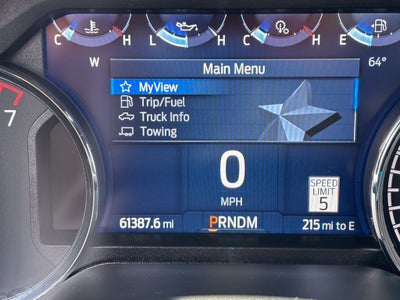 C H L H C H E
W 64°
Main Menu
MyView
Trip/Fuel
Truck Info
Towing
7
0
MPH
SPEED
LIMIT
5
61387.6 mi PRNDM 215 mi to E